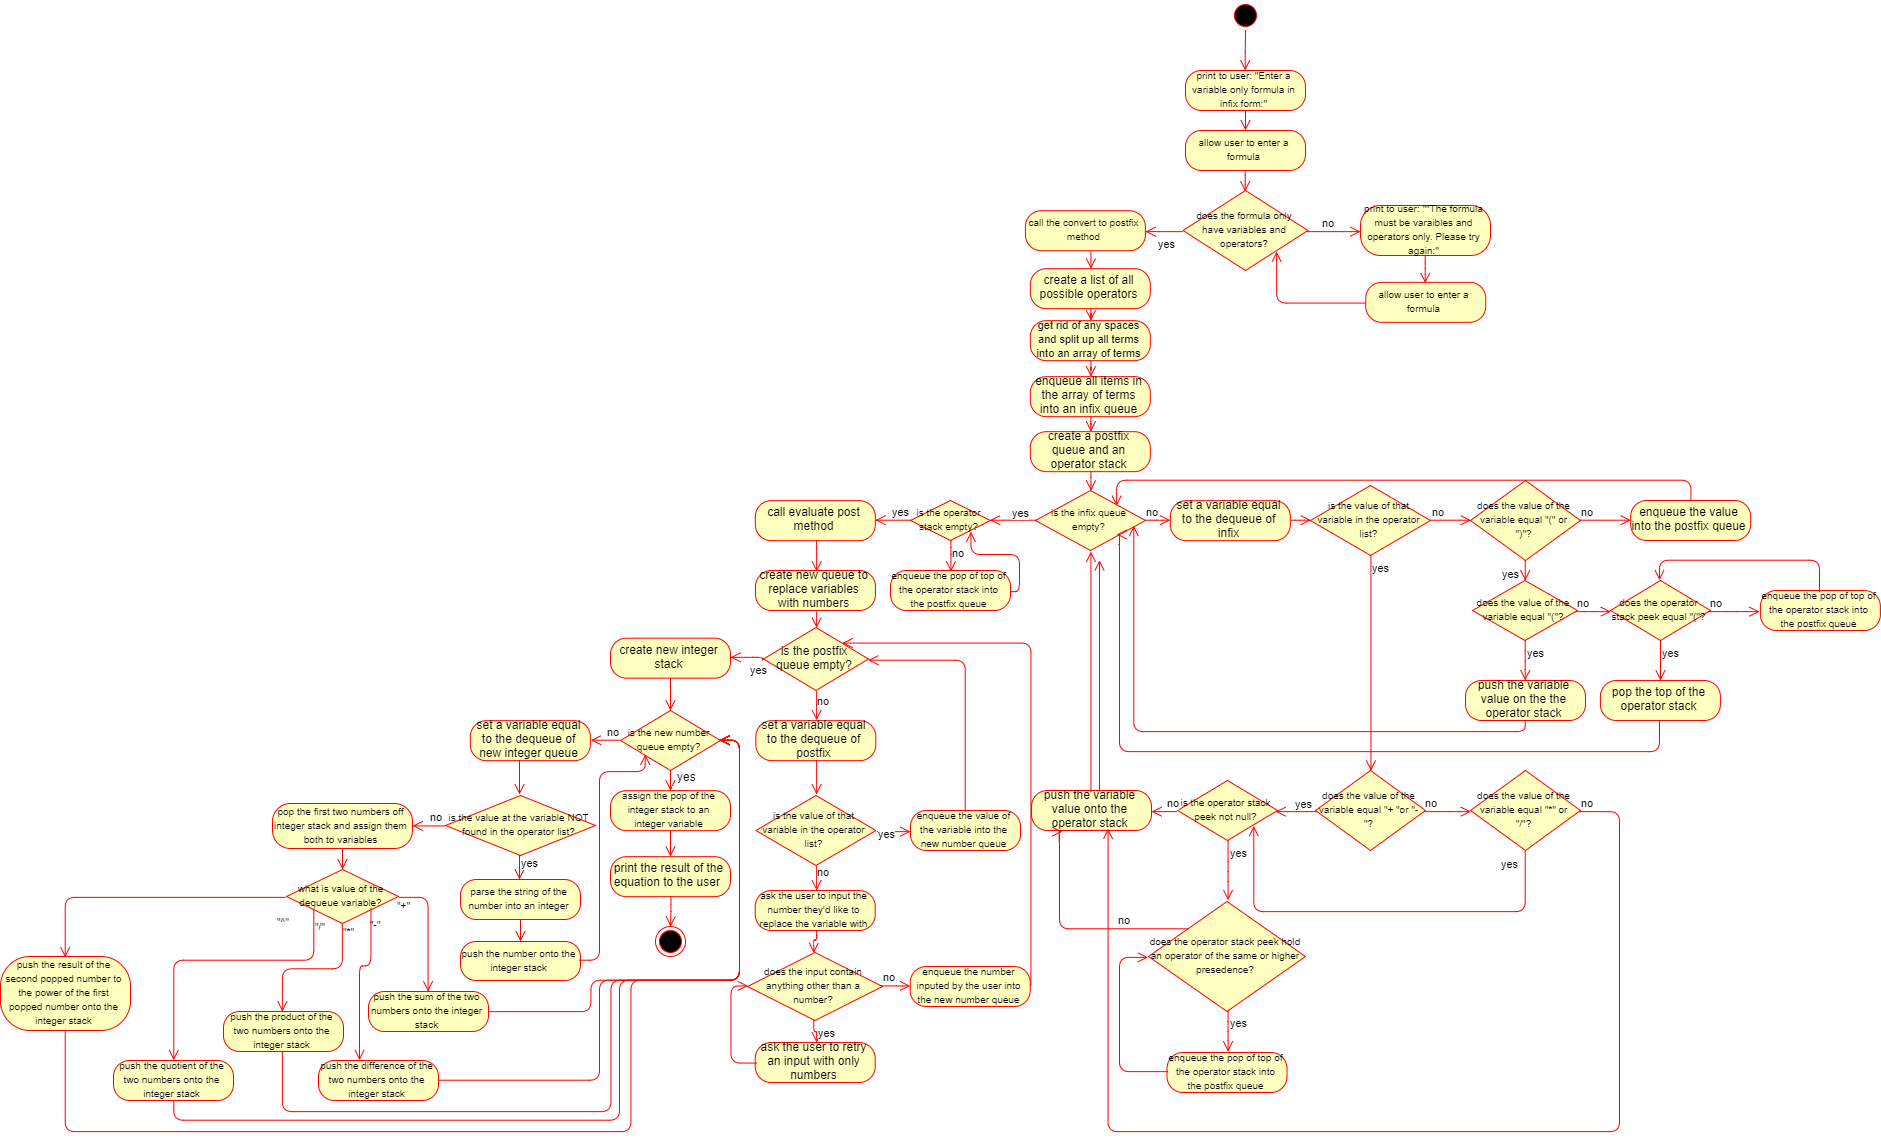 print to user: "Enter a
variable only formula in
infix form:"
allow user to enter a
formula
does the formula only
have variables and
operators?
no
print to user: ""The formula
must be varaibles and
operators only. Please try
again:"
allow user to enter a
formula
yes
call the convert to postfix
method
create a list of all
possible operators
get rid of any spaces
and split up all terms
into an array of terms
enqueue all items in
the array of terms
into an infix queue
create a postfix
queue and an
operator stack
is the infix queue
empty?
no
set a variable equal
to the dequeue of
infix
is the value of that
variable in the operator
list?
no
does the value of the
variable equal "(" or
")"?
no
enqueue the value
into the postfix queue
yes
does the value of the
variable equal "("?
no
does the operator
stack peek equal "("?
no
enqueue the pop of top of
the operator stack into
the postfix queue
yes
push the variable
value on the the
operator stack
yes
pop the top of the
operator stack
yes
does the value of the
variable equal "+ "or "-
"?
no
does the value of the
variable equal "*" or
"/"?
no
yes
yes
is the operator stack
peek not null?
no
push the variable
value onto the
operator stack
yes
does the operator stack peek hold
an operator of the same or higher
presedence?
no
yes
enqueue the pop of top of
the operator stack into
the postfix queue
yes
is the operator
stack empty?
no
enqueue the pop of top of
the operator stack into
the postfix queue
yes
call evaluate post
method
create new queue to
replace variables
with numbers
is the postfix
queue empty?
no
set a variable equal
to the dequeue of
postfix
is the value of that
variable in the operator
list?
yes
enqueue the value of
the variable into the
new number queue
no
ask the user to input the
number they'd like to
replace the variable with
does the input contain
anything other than a
number?
no
enqueue the number
inputed by the user into
the new number queue
yes
ask the user to retry
an input with only
numbers
yes
create new integer
stack
is the new number
queue empty?
yes
assign the pop of the
integer stack to an
integer variable
print the result of the
equation to the user
no
set a variable equal
to the dequeue of
new integer queue
is the value at the variable NOT
found in the operator list?
yes
parse the string of the
number into an integer
push the number onto the
integer stack
no
pop the first two numbers off
integer stack and assign them
both to variables
what is value of the
dequeue variable?
"^"
"/"
"*"
"-"
"+"
push the result of the
second popped number to
the power of the first
popped number onto the
integer stack
push the quotient of the
two numbers onto the
integer stack
push the product of the
two numbers onto the
integer stack
push the difference of the
two numbers onto the
integer stack
push the sum of the two
numbers onto the integer
stack